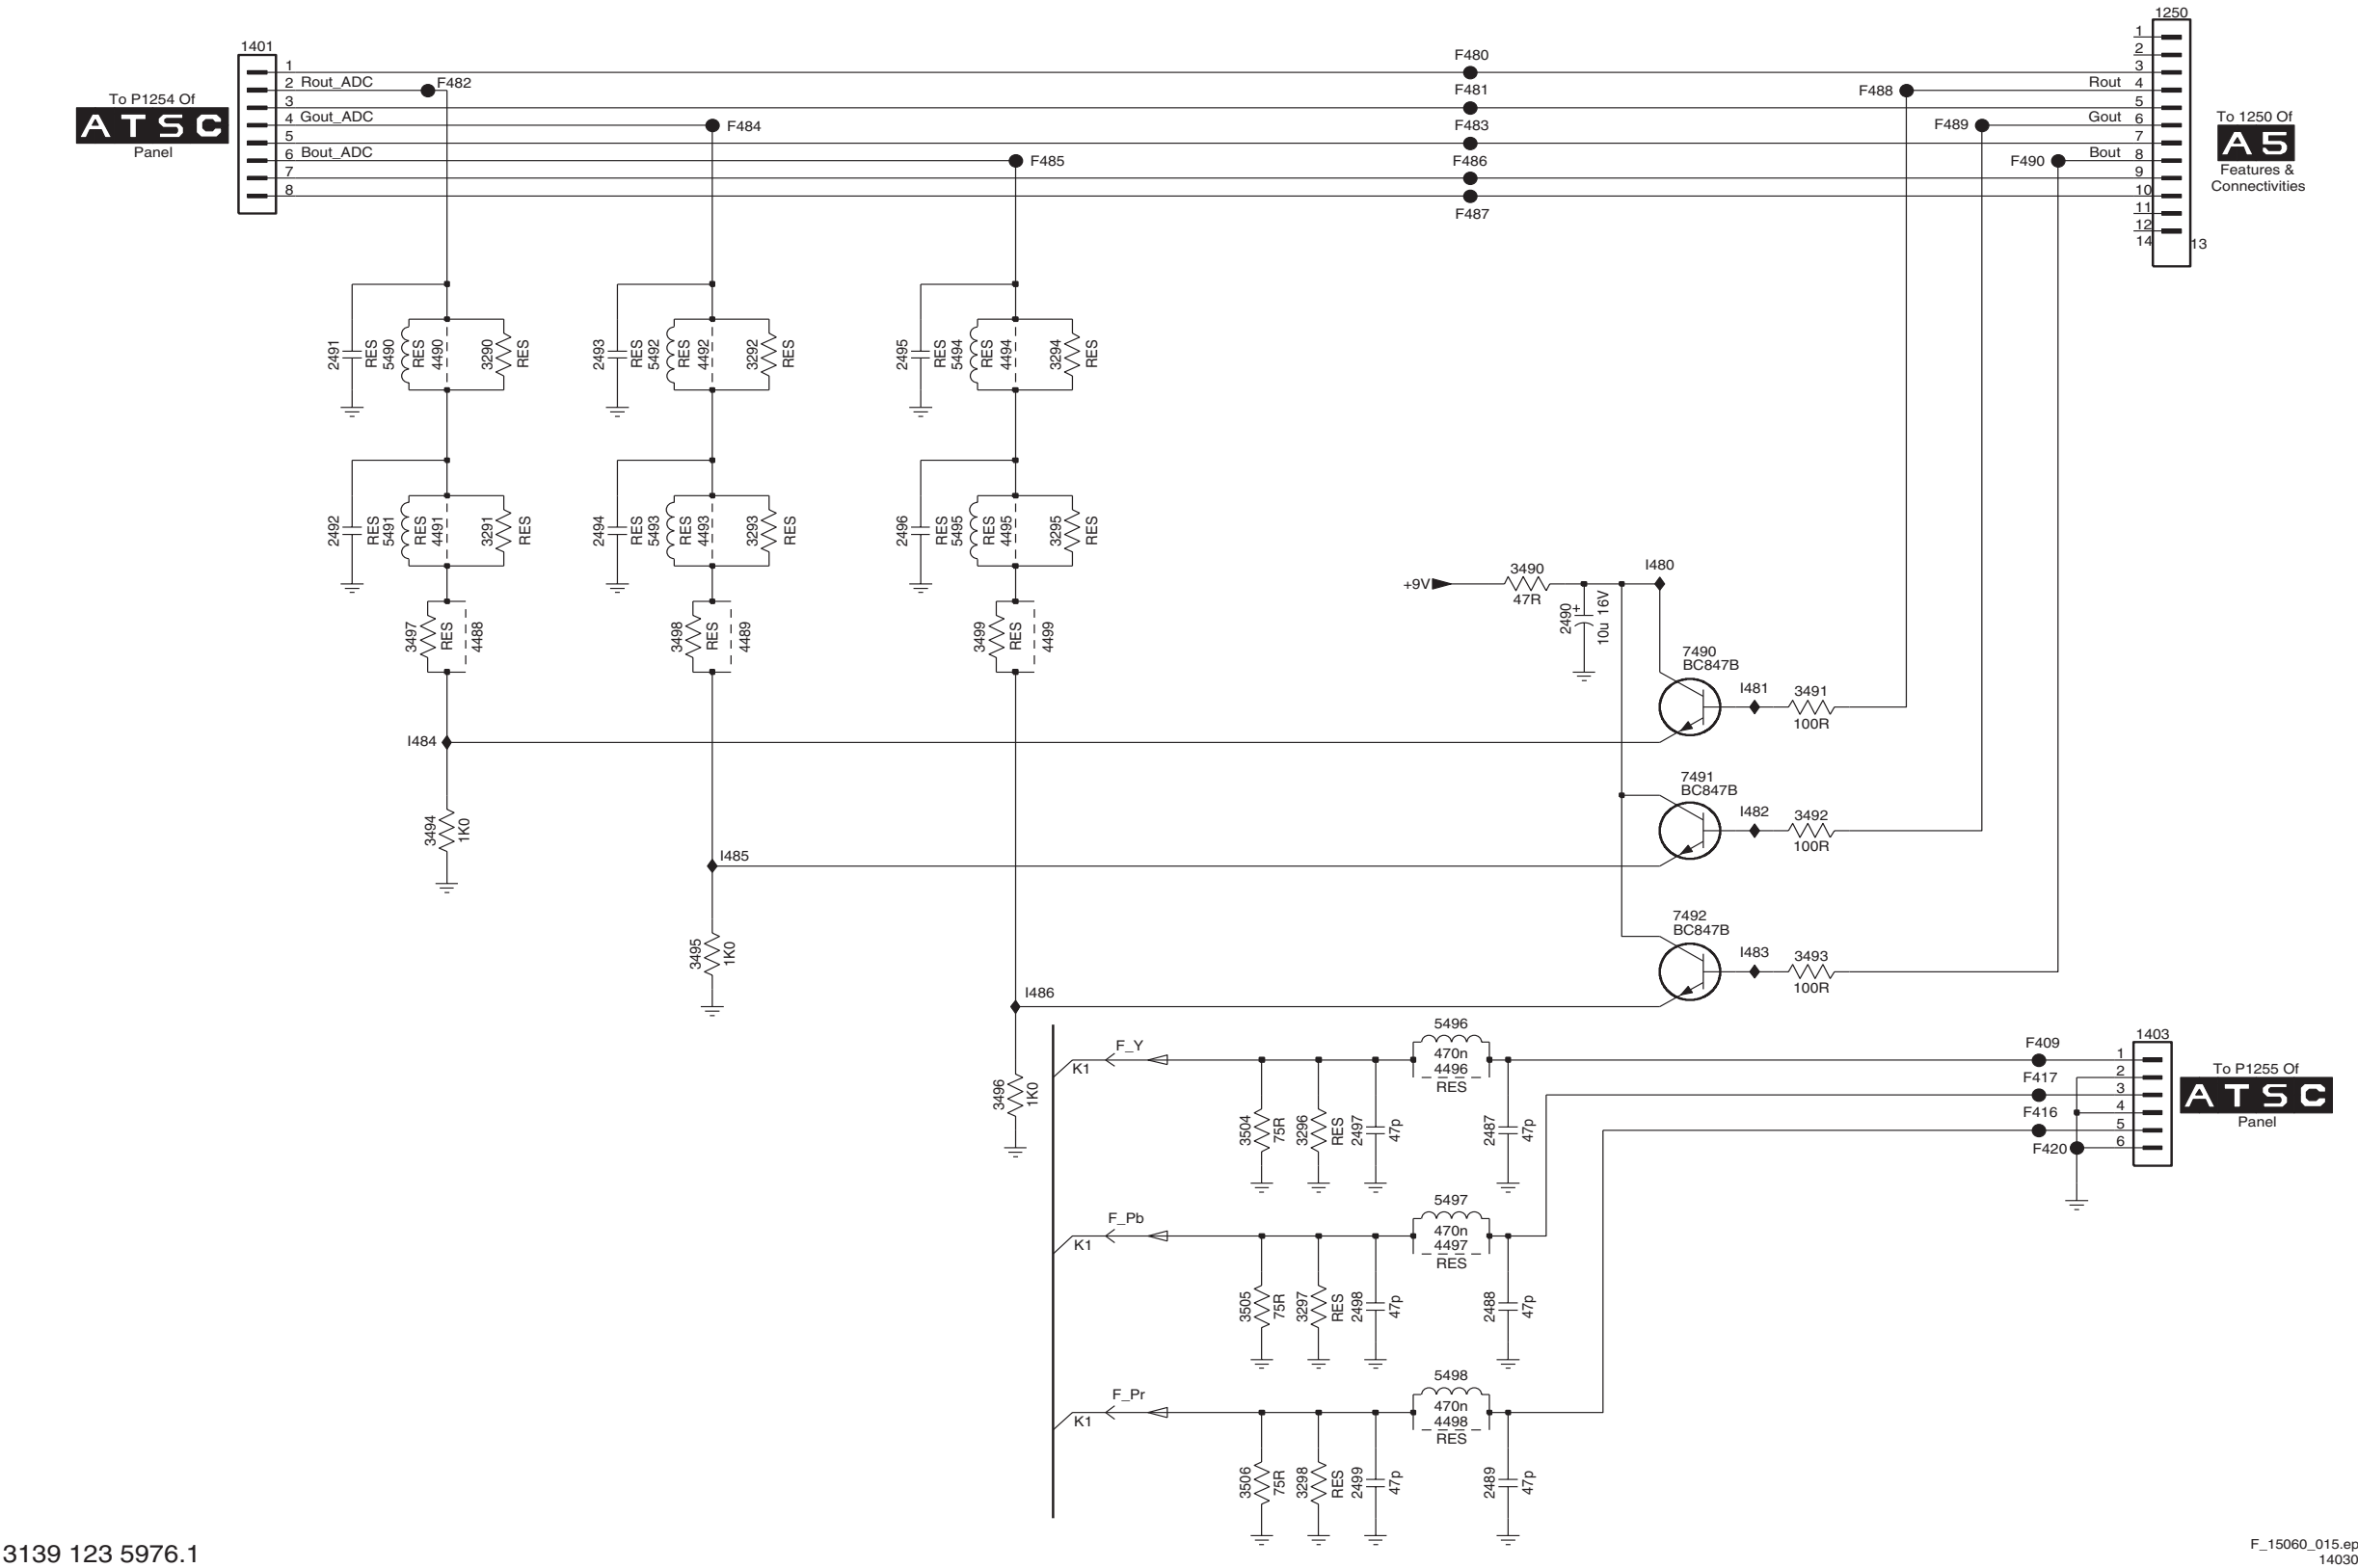 1401
To P1254 Of
ATSC
Panel
1
2 Rout_ADC
3
4 Gout_ADC
5
6 Bout_ADC
7
8
F482
F484
F485
F480
F481
F483
F486
F487
F488
F489
F490
Rout
Gout
Bout
1250
1
2
3
4
5
6
7
8
9
10
11
12
14
13
To 1250 Of
A5
Features &
Connectivities
2491
RES
5490
RES
4490
3290
RES
2493
RES
5492
RES
4492
3292
RES
2495
RES
5494
RES
4494
3294
RES
2492
RES
5491
RES
4491
3291
RES
2494
RES
5493
RES
4493
3293
RES
2496
RES
5495
RES
4495
3295
RES
3497
RES
4488
3498
RES
4489
3499
RES
4499
+9V
3490
47R
I480
2490
+
10u 16V
7490
BC847B
I481
3491
100R
I484
7491
BC847B
I482
3492
100R
3494
1K0
I485
7492
BC847B
I483
3493
100R
3495
1K0
I486
3496
1K0
F_Y
K1
3504
75R
3296
RES
2497
47p
5496
470n
4496
RES
2487
47p
F409
F417
F416
F420
1403
1
2
3
4
5
6
To P1255 Of
ATSC
Panel
F_Pb
K1
3505
75R
3297
RES
2498
47p
5497
470n
4497
RES
2488
47p
F_Pr
K1
3506
75R
3298
RES
2499
47p
5498
470n
4498
RES
2489
47p
3139 123 5976.1
F_15060_015.ep
14030